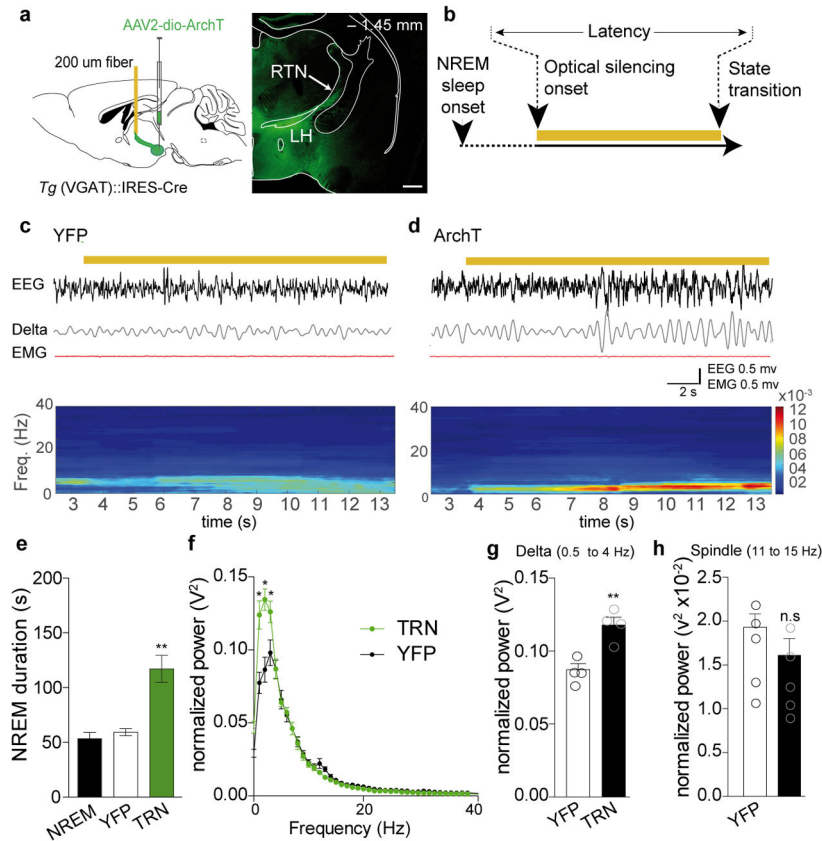 a
AAV2-dio-ArchT
200 um fiber
Tg (VGAT)::IRES-Cre
– 1.45 mm
RTN
LH
b
Latency
NREM
sleep
onset
Optical silencing
onset
State
transition
c
YFP
EEG
Delta
EMG
d
ArchT
EEG 0.5 mv
EMG 0.5 mv
2 s
Freq. (Hz)
40
20
0
3 4 5 6 7 8 9 10 11 12 13
time (s)
40
20
0
3 4 5 6 7 8 9 10 11 12 13
time (s)
x10-3
12
10
08
06
04
02
e
NREM duration (s)
200
150
100
50
0
**
NREM
YFP
TRN
f
normalized power (V2)
0.15
0.10
0.05
0.00
* * *
TRN
YFP
0 20 40
Frequency (Hz)
g
Delta (0.5 to 4 Hz)
normalized power (V2)
0.15
0.10
0.05
0.00
**
YFP
TRN
h
Spindle (11 to 15 Hz)
normalized power (v2 x10-2)
2.5
2.0
1.5
1.0
0.5
0.0
n.s
YFP